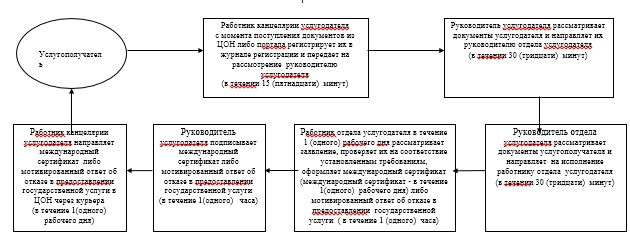 Услугополучател
ь
Работник канцелярии услугодателя
с момента поступления документов из
ЦОН либо портала регистрирует их в
журнале регистрации и передает на
рассмотрение руководителю
услугодателя
(в течении 15 (пятнадцати) минут)
Руководитель услугодателя рассматривает
документы услугодателя и направляет их
руководителю отдела услугодателя
(в течении 30 (тридцати) минут)
Работник канцелярии
услугодателя направляет
международный
сертификат либо
мотивированный ответ об
отказе в предоставлении
государственной услуги в
ЦОН через курьера
(в течение 1(одного)
рабочего дня)
Руководитель
услугодателя подписывает
международный
сертификат либо
мотивированный ответ об
отказе в предоставлении
государственной услуги
(в течение 1(одного) часа)
Работник отдела услугодателя в течение
1 (одного) рабочего дня рассматривает
заявление, проверяет их на соответствие
установленным требованиям,
оформляет международный сертификат
(международный сертификат - в течение
1(одного) рабочего дня) либо
мотивированный ответ об отказе в
предоставлении государственной
услуги ( в течение 1(одного) часа)
Руководитель отдела
услугодателя рассматривает
документы услугополучателя и
направляет на исполнение
работнику отдела услугодателя
(в течении 30 (тридцати) минут)